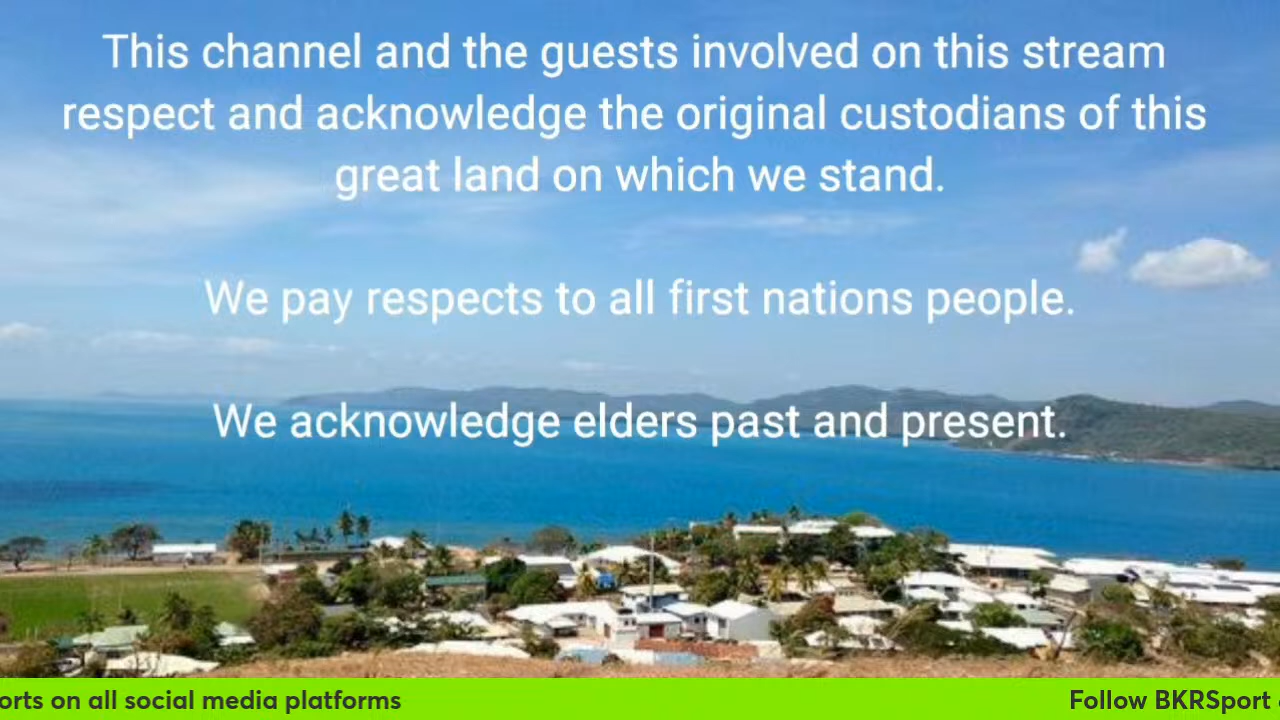 This channel and the guests involved on this stream
respect and acknowledge the original custodians of this
great land on which we stand.
We pay respects to all first nations people.
We acknowledge elders past and present.
orts on all social media platforms
Follow BKRSport